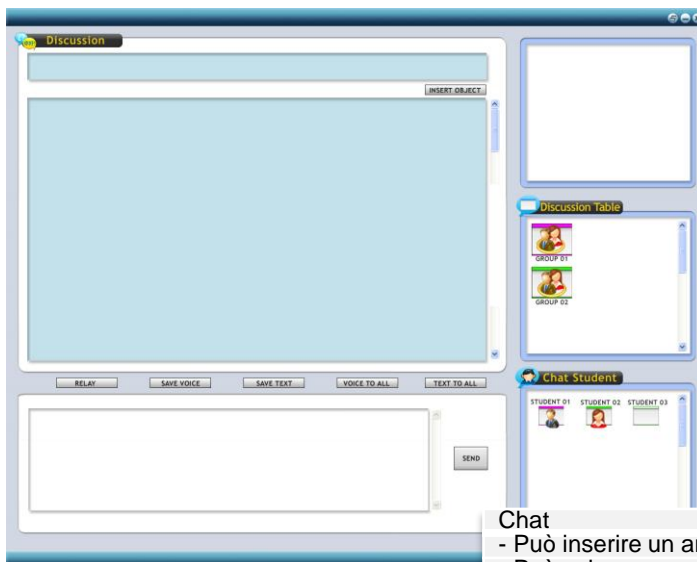 Discussion
INSERT OBJECT
Discussion Table
GROUP 01
GROUP 02
RELAY SAVE VOICE SAVE TEXT VOICE TO ALL TEXT TO ALL
Chat Student
STUDENT 01 STUDENT 02 STUDENT 03
SEND
Chat
- Può inserire un